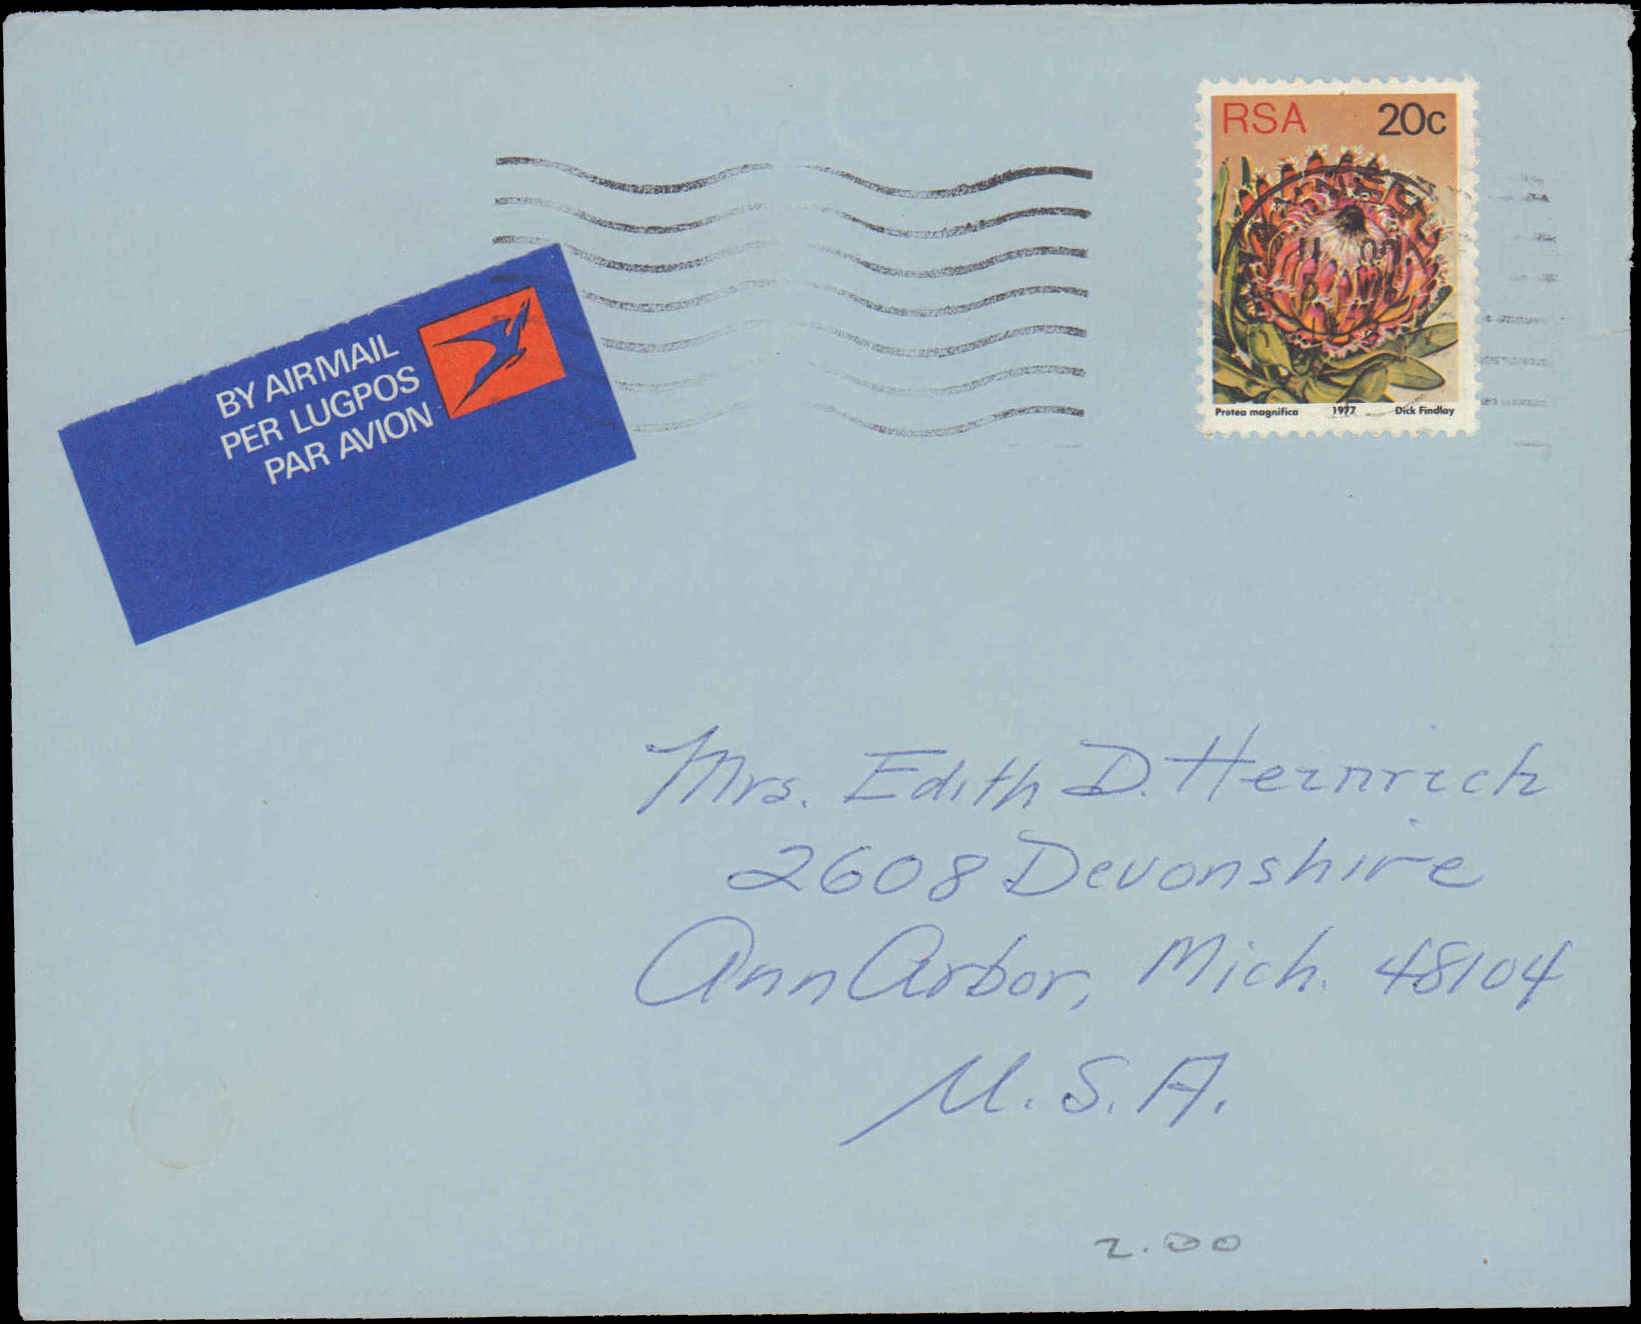 RSA 20c
Protea magnifica 1977 Dick Findlay
BY AIRMAIL
PER LUGPOS
PAR AVION
Mrs. Edith D. Heinrich
2608 Devonshire
Ann Arbor, Mich. 48104
U.S.A.
2.00